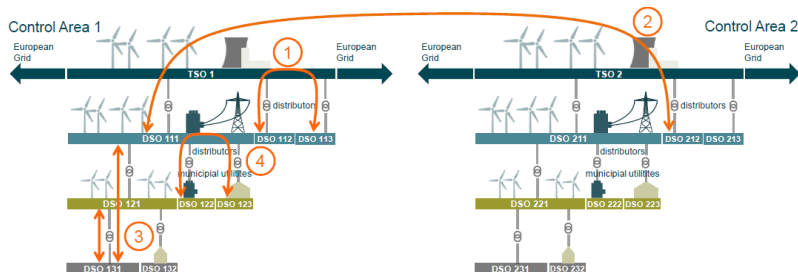 Control Area 1
2
Control Area 2
European
Grid
1
European
Grid
European
Grid
European
Grid
TSO 1
TSO 2
distributors
distributors
DSO 111
DSO 112
DSO 113
DSO 211
DSO 212
DSO 213
distributors
4
distributors
municipial utilitites
municipial utilities
DSO 121
DSO 122
DSO 123
DSO 221
DSO 222
DSO 223
3
DSO 131
DSO 132
DSO 231
DSO 232